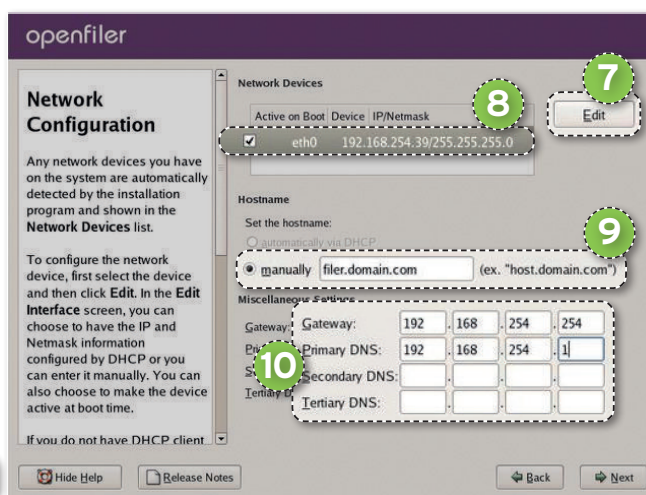 openfiler
Network
Configuration
Any network devices you have
on the system are automatically
detected by the installation
program and shown in the
Network Devices list.
To configure the network
device, first select the device
and then click Edit. In the Edit
Interface screen, you can
choose to have the IP and
Netmask information
configured by DHCP or you
can enter it manually. You can
also choose to make the device
active at boot time.
If you do not have DHCP client
Network Devices
Active on Boot Device IP/Netmask
eth0 192.168.254.39/255.255.255.0
8
7
Edit
Hostname
Set the hostname:
automatically via DHCP
9
manually filer.domain.com (ex. "host.domain.com")
Miscellaneous Settings
Gateway:
Gateway: 192 . 168 . 254 . 254
Primary DNS: 192 . 168 . 254 . 1
10
Secondary DNS: . . .
Tertiary DNS: . . .
Hide Help
Release Notes
Back
Next